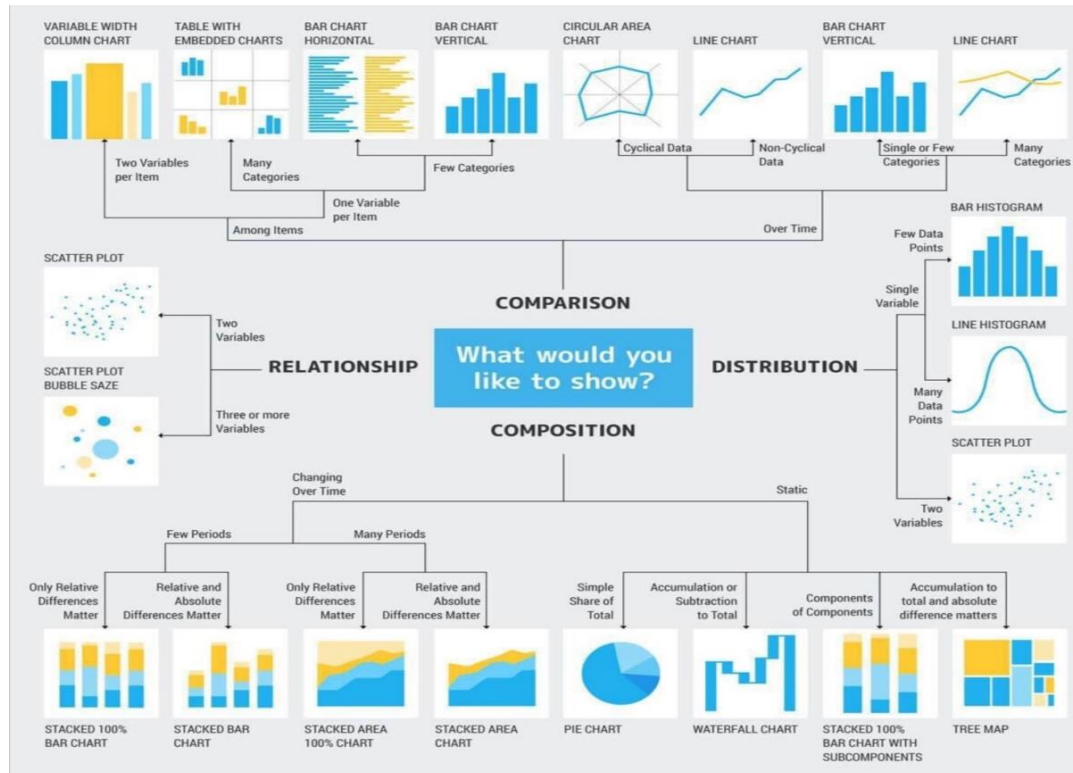 VARIABLE WIDTH
COLUMN CHART
TABLE WITH
EMBEDDED CHARTS
BAR CHART
HORIZONTAL
BAR CHART
VERTICAL
CIRCULAR AREA
CHART
LINE CHART
BAR CHART
VERTICAL
LINE CHART
Two Variables
per Item
Many
Categories
Few Categories
One Variable
per Item
Among Items
Cyclical Data
Non-Cyclical
Data
Single or Few
Categories
Many
Categories
Over Time
COMPARISON
What would you
like to show?
SCATTER PLOT
Two
Variables
RELATIONSHIP
SCATTER PLOT
BUBBLE SAZE
Three or more
Variables
DISTRIBUTION
BAR HISTOGRAM
Few Data
Points
Single
Variable
LINE HISTOGRAM
Many
Data
Points
SCATTER PLOT
Two
Variables
COMPOSITION
Changing
Over Time
Static
Few Periods
Many Periods
Only Relative
Differences
Matter
Relative and
Absolute
Differences Matter
Only Relative
Differences
Matter
Relative and
Absolute
Differences Matter
Simple
Share of
Total
Accumulation or
Subtraction
to Total
Components
of Components
Accumulation to
total and absolute
difference matters
STACKED 100%
BAR CHART
STACKED BAR
CHART
STACKED AREA
100% CHART
STACKED AREA
CHART
PIE CHART
WATERFALL CHART
STACKED 100%
BAR CHART WITH
SUBCOMPONENTS
TREE MAP